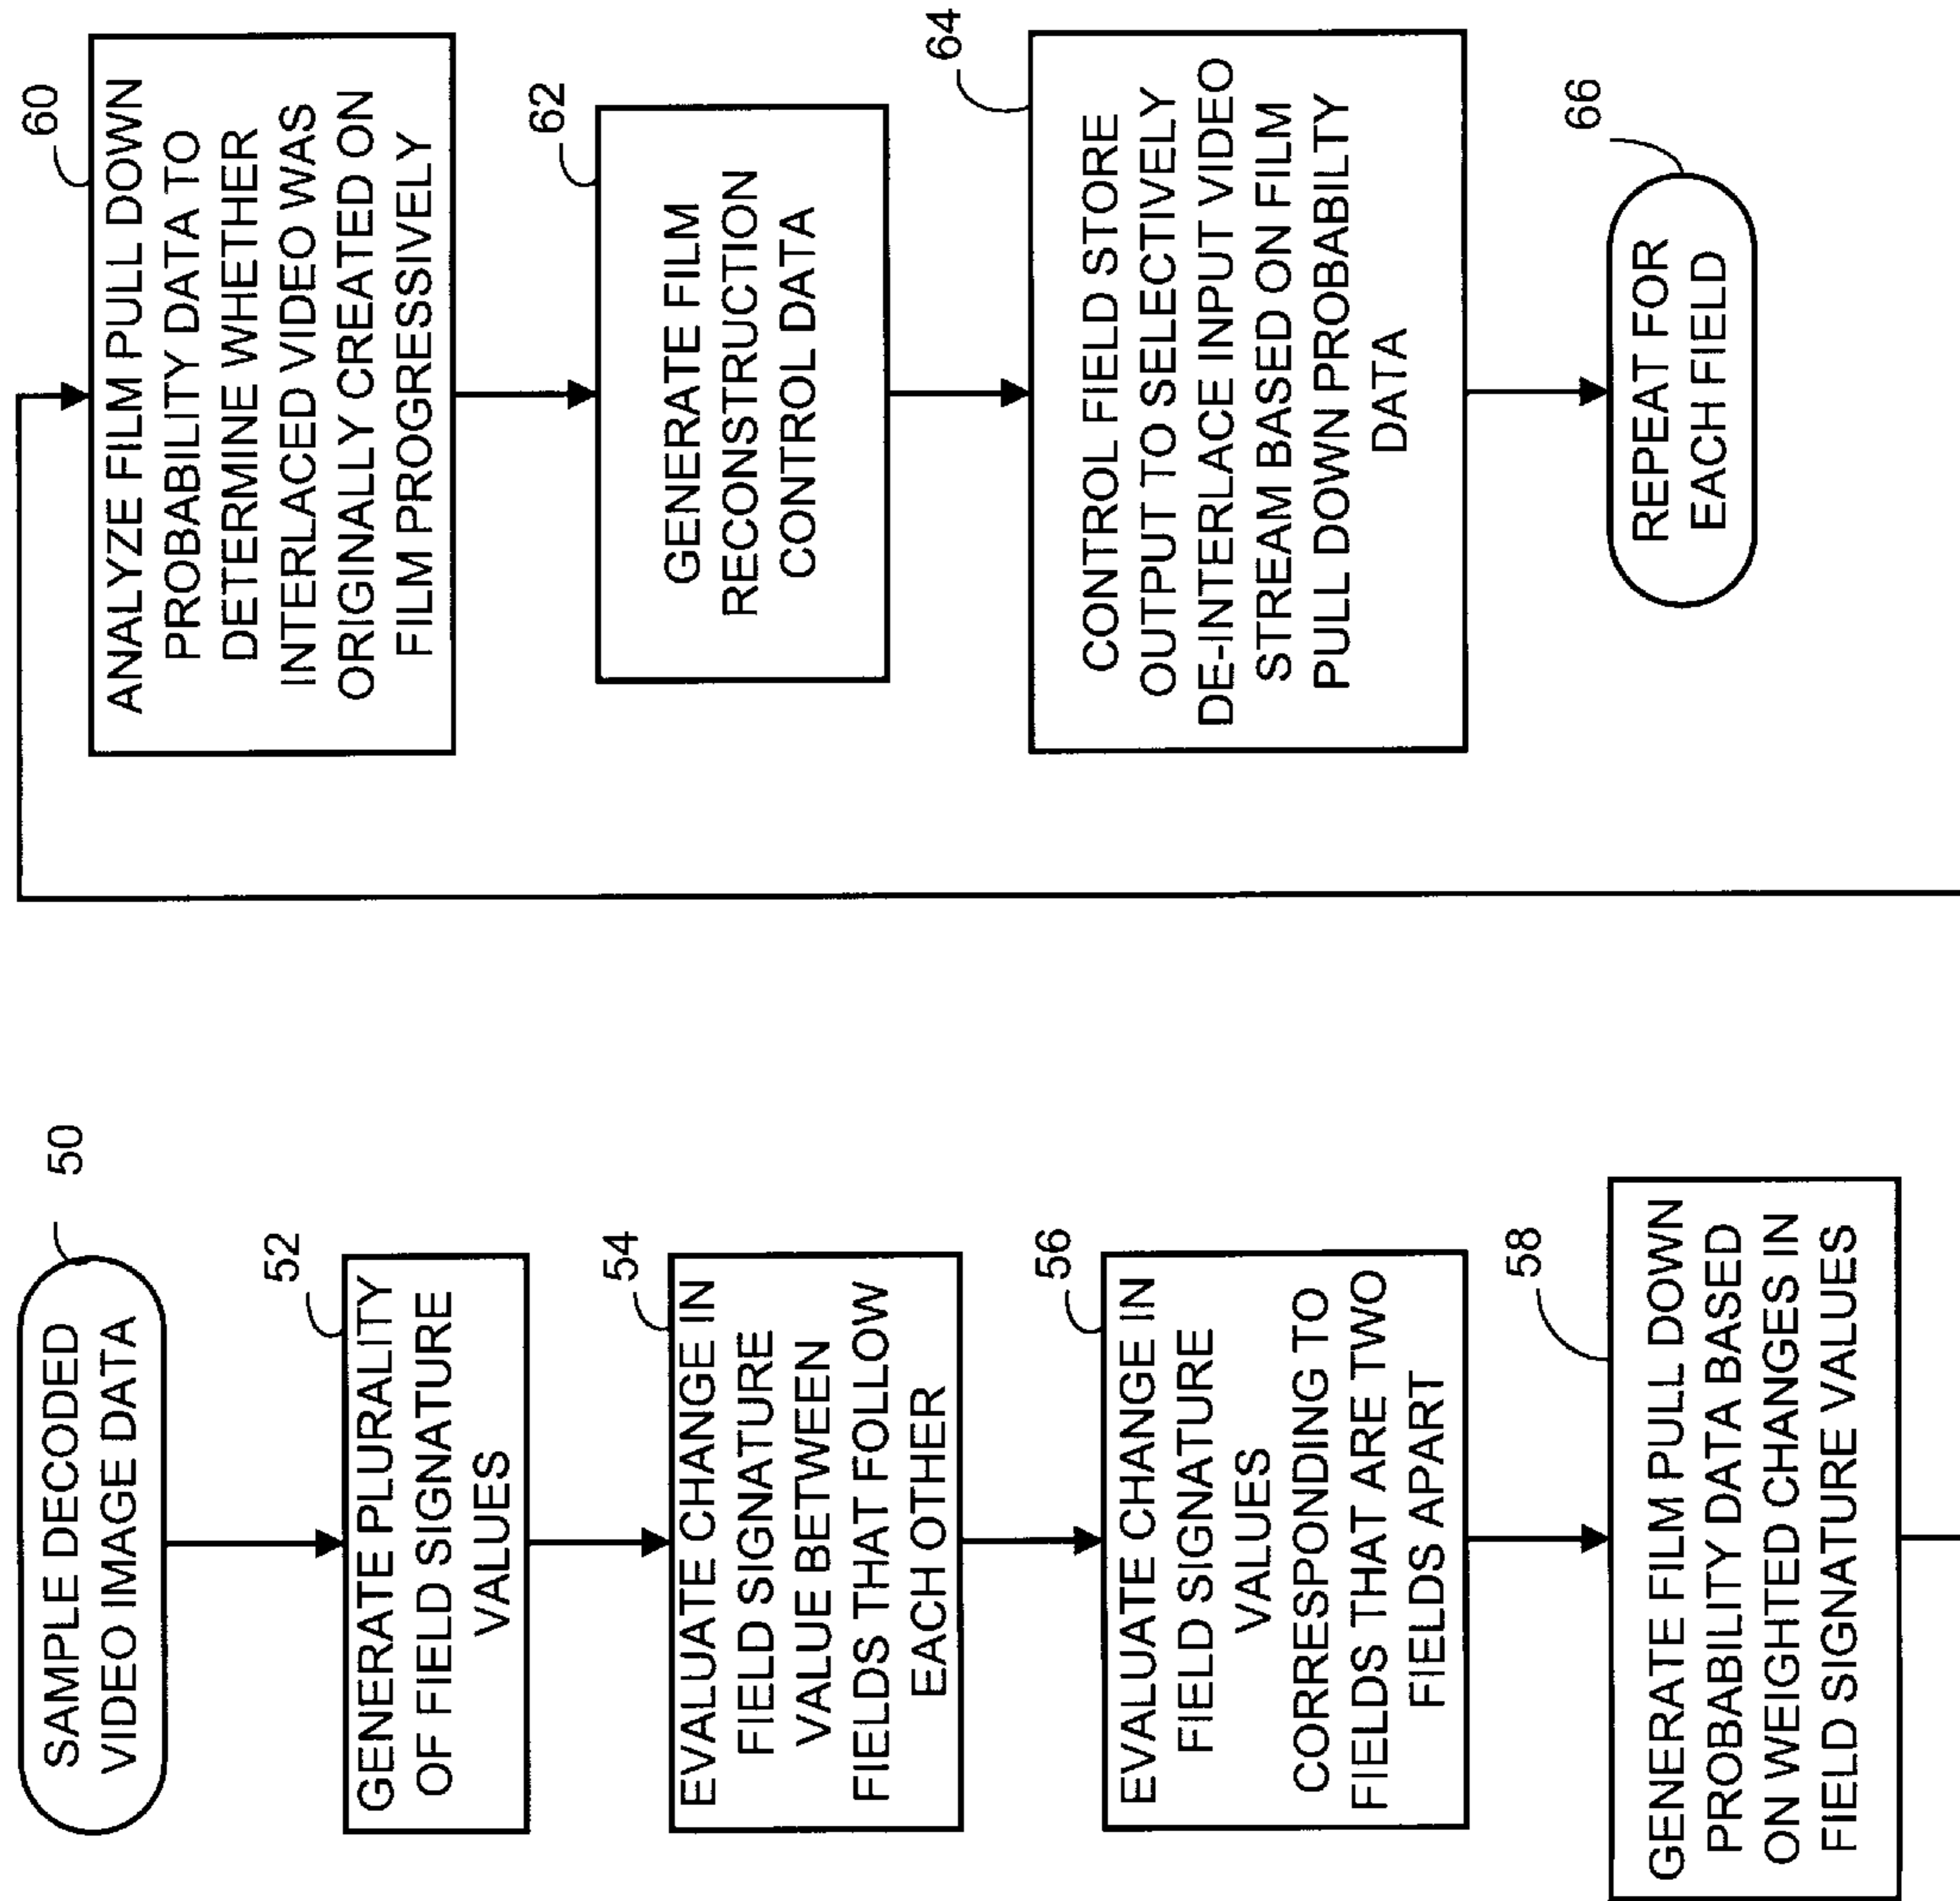 50
SAMPLE DECODED
VIDEO IMAGE DATA
52
GENERATE PLURALITY
OF FIELD SIGNATURE
VALUES
54
EVALUATE CHANGE IN
FIELD SIGNATURE
VALUE BETWEEN
FIELDS THAT FOLLOW
EACH OTHER
56
EVALUATE CHANGE IN
FIELD SIGNATURE
VALUES
CORRESPONDING TO
FIELDS THAT ARE TWO
FIELDS APART
58
GENERATE FILM PULL DOWN
PROBABILITY DATA BASED
ON WEIGHTED CHANGES IN
FIELD SIGNATURE VALUES
60
ANALYZE FILM PULL DOWN
PROBABILITY DATA TO
DETERMINE WHETHER
INTERLACED VIDEO WAS
ORIGINALLY CREATED ON
FILM PROGRESSIVELY
62
GENERATE FILM
RECONSTRUCTION
CONTROL DATA
64
CONTROL FIELD STORE
OUTPUT TO SELECTIVELY
DE-INTERLACE INPUT VIDEO
STREAM BASED ON FILM
PULL DOWN PROBABILTY
DATA
66
REPEAT FOR
EACH FIELD